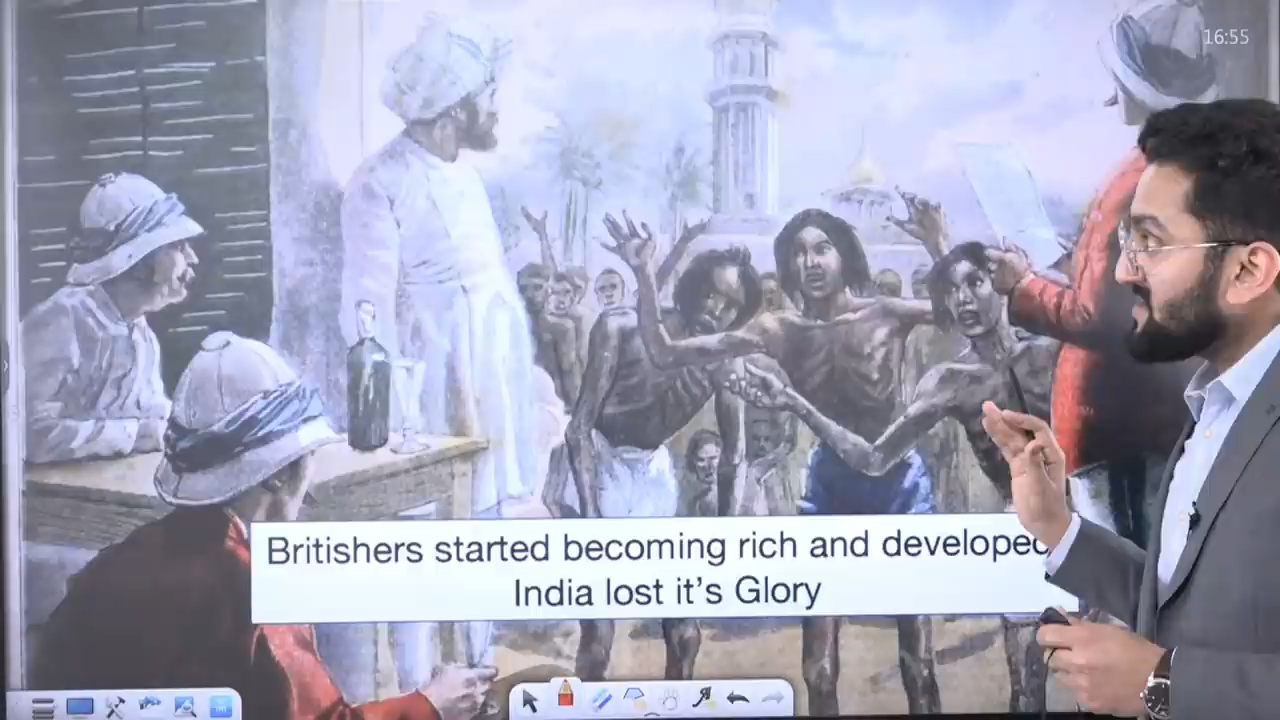 16:55
Britishers started becoming rich and developed
India lost it's Glory